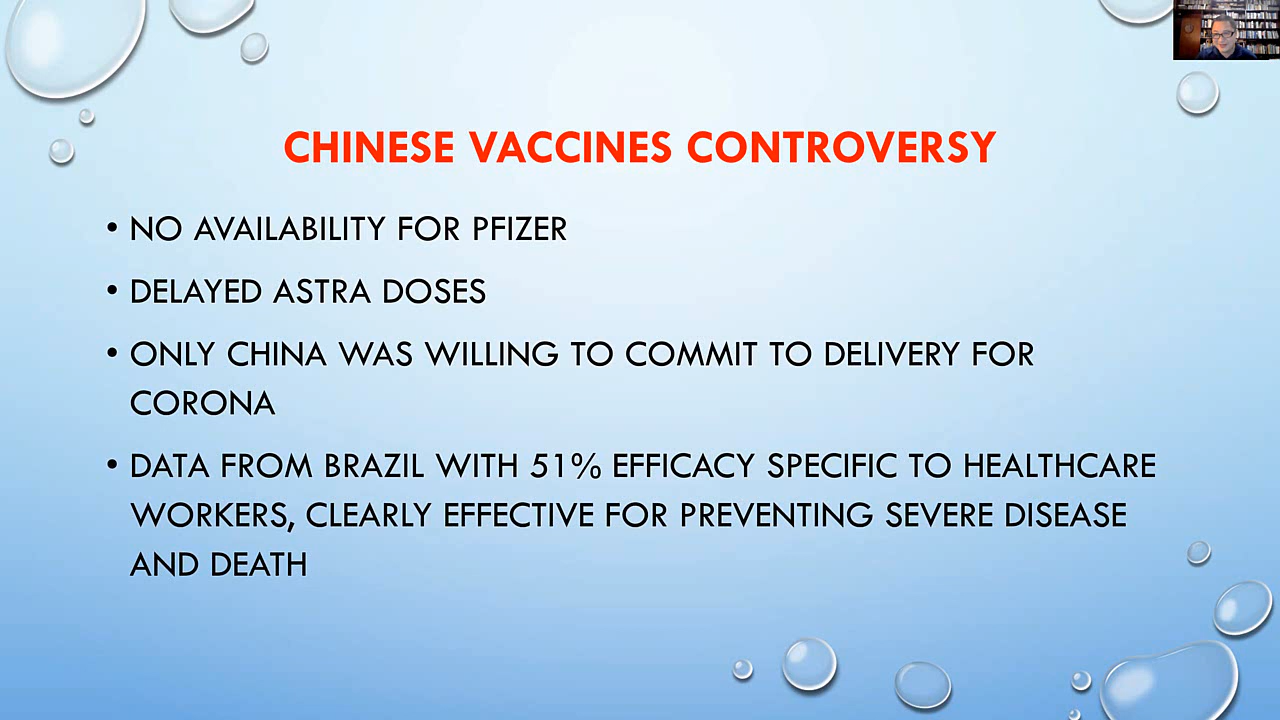 CHINESE VACCINES CONTROVERSY
• NO AVAILABILITY FOR PFIZER
• DELAYED ASTRA DOSES
• ONLY CHINA WAS WILLING TO COMMIT TO DELIVERY FOR
CORONA
• DATA FROM BRAZIL WITH 51% EFFICACY SPECIFIC TO HEALTHCARE
WORKERS, CLEARLY EFFECTIVE FOR PREVENTING SEVERE DISEASE
AND DEATH